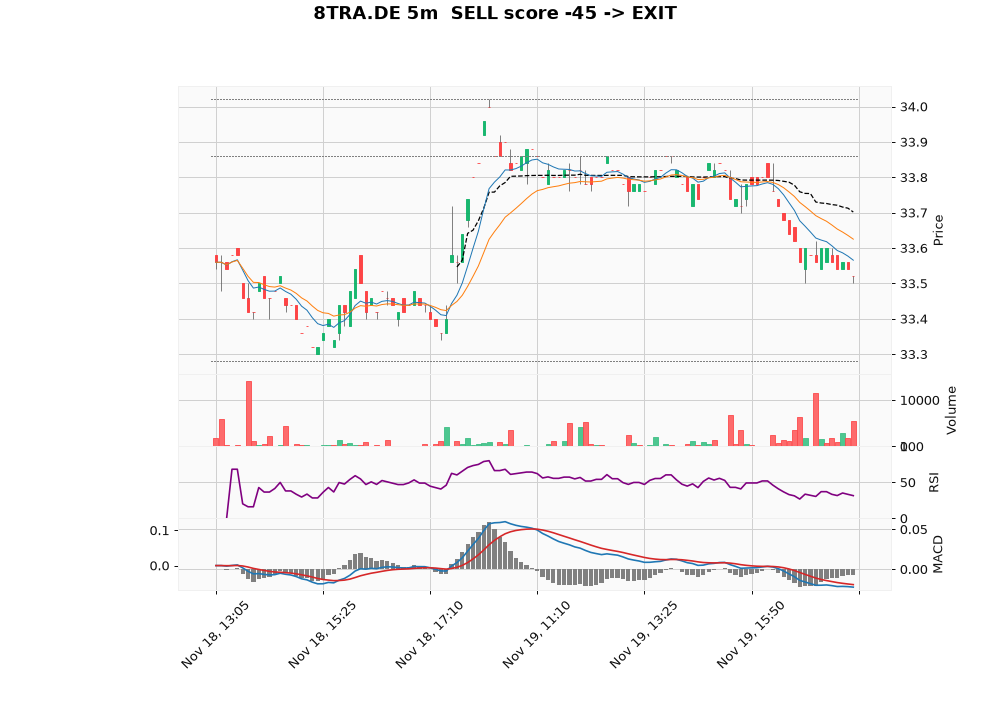 8TRA.DE 5m  SELL score -45 -> EXIT
34.0
33.9
33.8
33.7
33.6
33.5
33.4
33.3
Price
10000
0
Volume
100
50
0
RSI
0.1
0.0
0.05
0.00
MACD
Nov 18, 13:05
Nov 18, 15:25
Nov 18, 17:10
Nov 19, 11:10
Nov 19, 13:25
Nov 19, 15:50